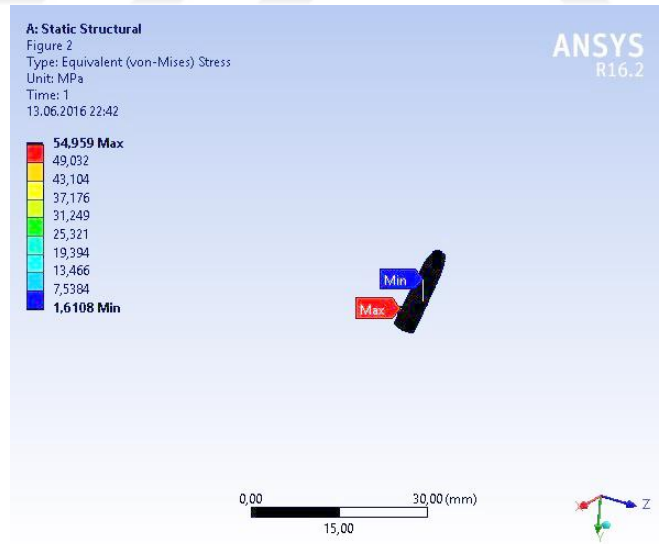 A: Static Structural
Figure 2
Type: Equivalent (von-Mises) Stress
Unit: MPa
Time: 1
13.06.2016 22:42
ANSYS
R16.2
54,959 Max
49,032
43,104
37,176
31,249
25,321
19,394
13,466
7,5384
1,6108 Min
Min
Max
0,00
30,00 (mm)
15,00
X
Z
Y